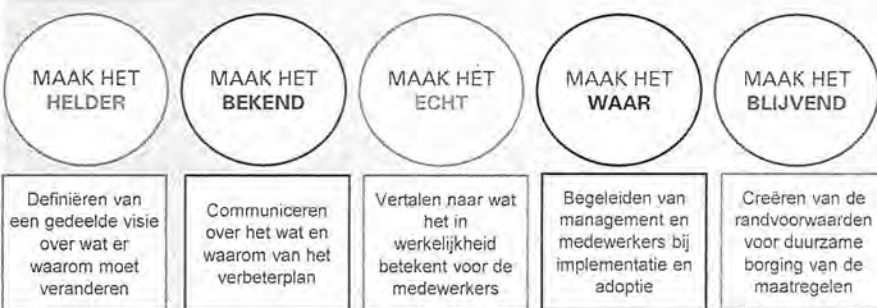 MAAK HET
HELDER
MAAK HET
BEKEND
MAAK HET
ECHT
MAAK HET
WAAR
MAAK HET
BLIJVEND
Definiëren van
een gedeelde visie
over wat er
waarom moet
veranderen
Communiceren
over het wat en
waarom van het
verbeterplan
Vertalen naar wat
het in
werkelijkheid
betekent voor de
medewerkers
Begeleiden van
management en
medewerkers bij
implementatie en
adoptie
Creëren van de
randvoorwaarden
voor duurzame
borging van de
maatregelen